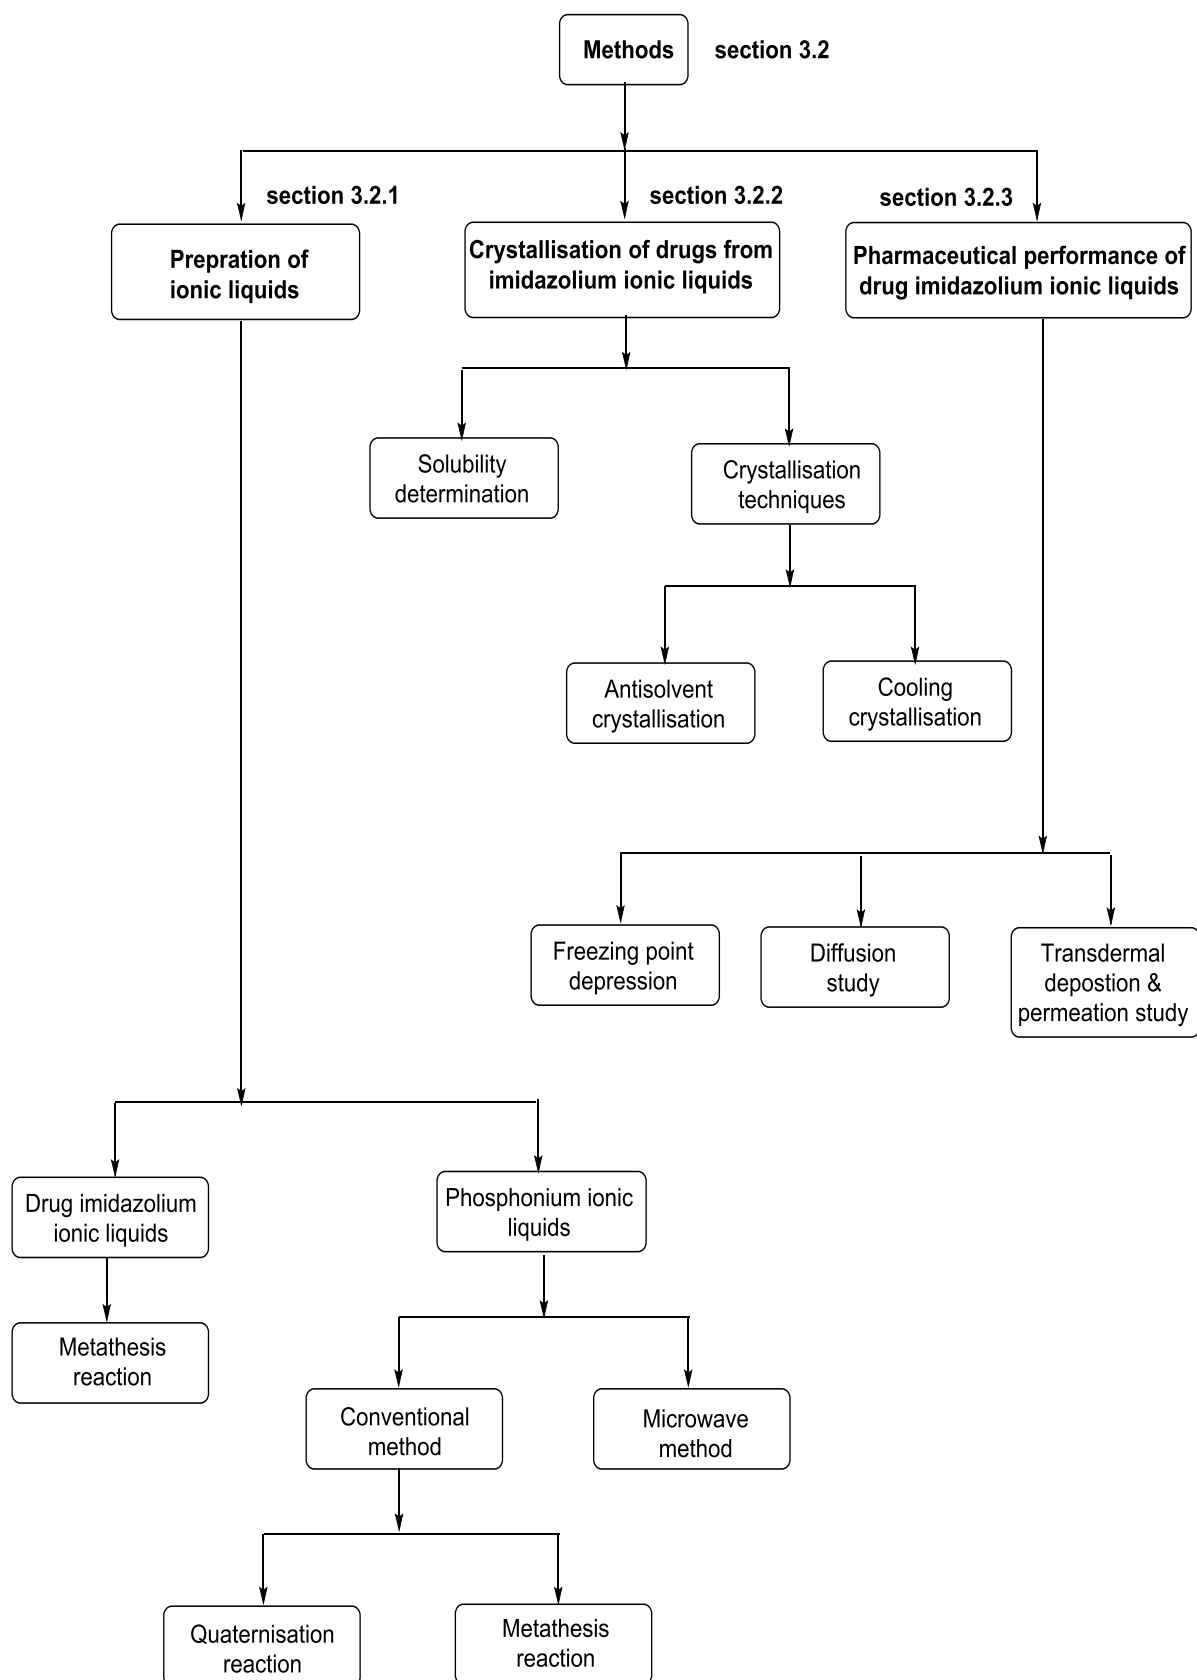 Methods
section 3.2
section 3.2.1
section 3.2.2
section 3.2.3
Prepration of
ionic liquids
Crystallisation of drugs from
imidazolium ionic liquids
Pharmaceutical performance of
drug imidazolium ionic liquids
Solubility
determination
Crystallisation
techniques
Antisolvent
crystallisation
Cooling
crystallisation
Freezing point
depression
Diffusion
study
Transdermal
depostion &
permeation study
Drug imidazolium
ionic liquids
Phosphonium ionic
liquids
Metathesis
reaction
Conventional
method
Microwave
method
Quaternisation
reaction
Metathesis
reaction